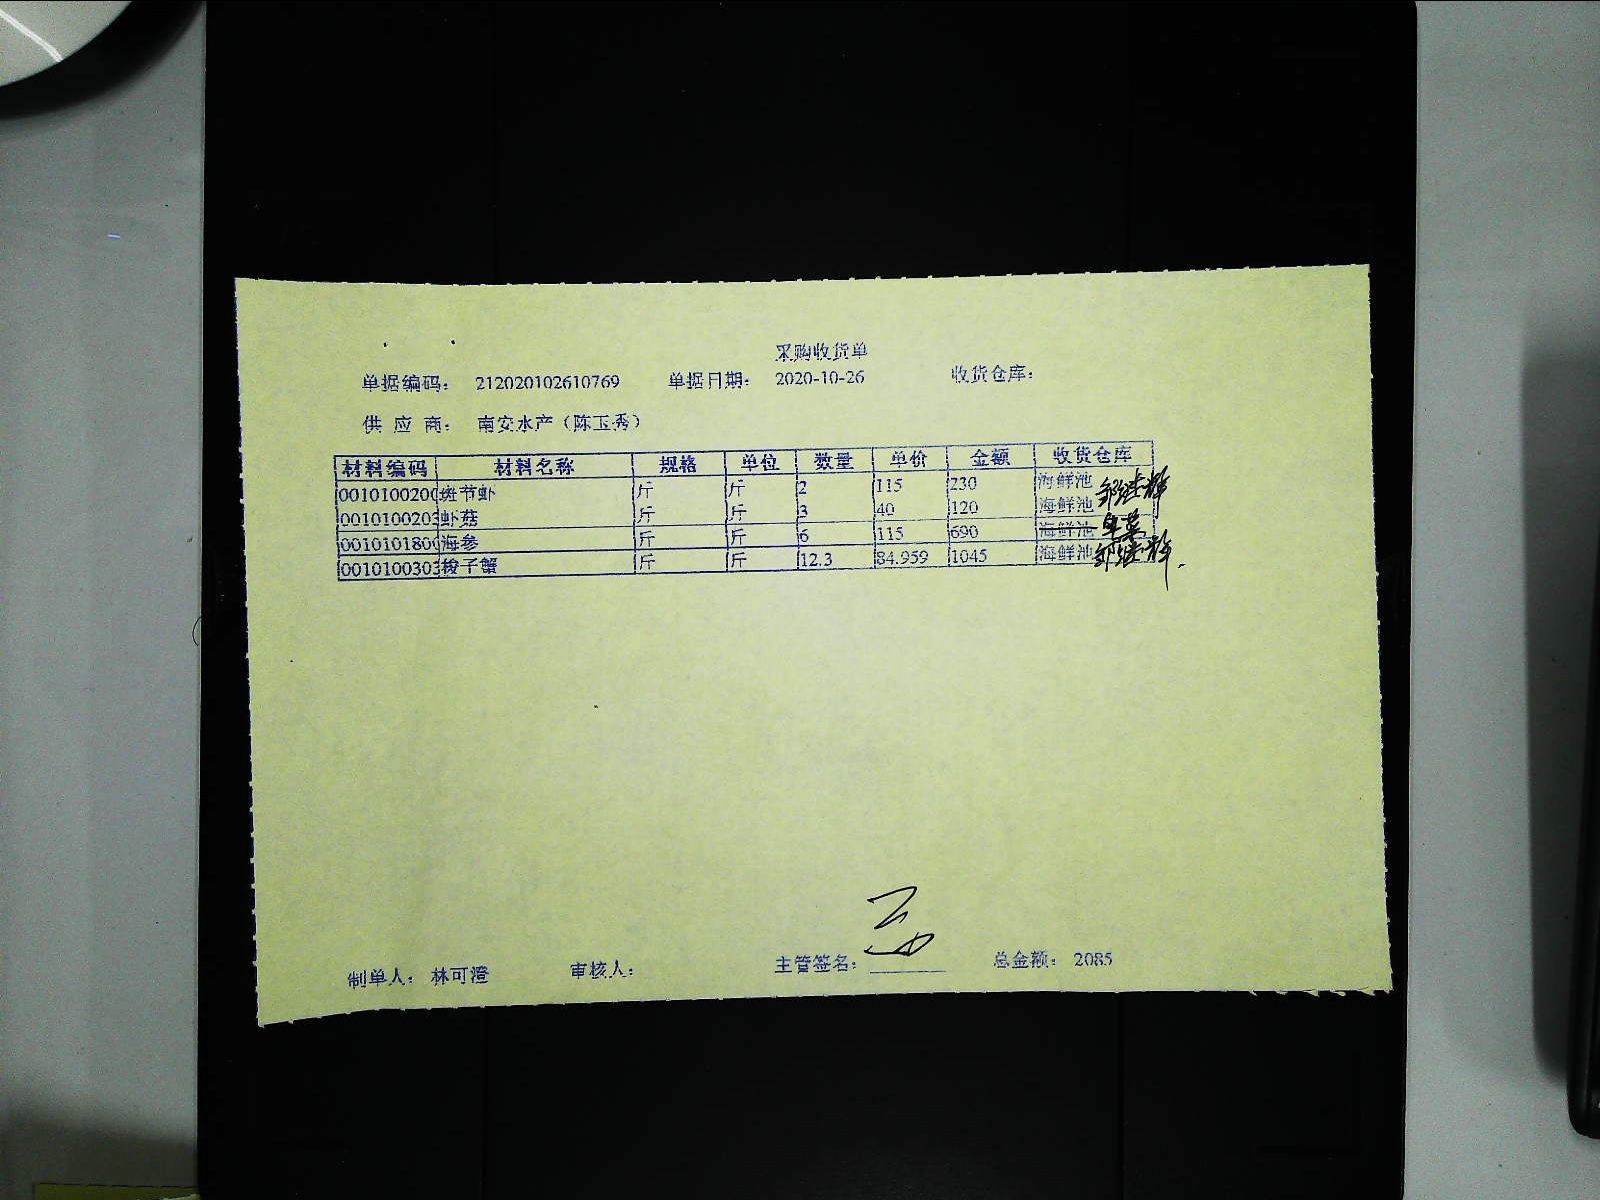 采购收货单
单据编码: 212020102610769 单据日期: 2020-10-26 收货仓库:
供 应 商: 南安水产（陈玉秀）
材料编码 材料名称 规格 单位 数量 单价 金额 收货仓库
0010100200 斑节虾 斤 斤 2 115 230 海鲜池
001010020 虾菇 斤 斤 3 40 120 海鲜池
001010180 海参 斤 斤 6 115 690 海鲜池
001010030 梭子蟹 斤 斤 12.3 84.959 1045 海鲜池
制单人: 林可澄 审核人: 主管签名: 总金额: 2085